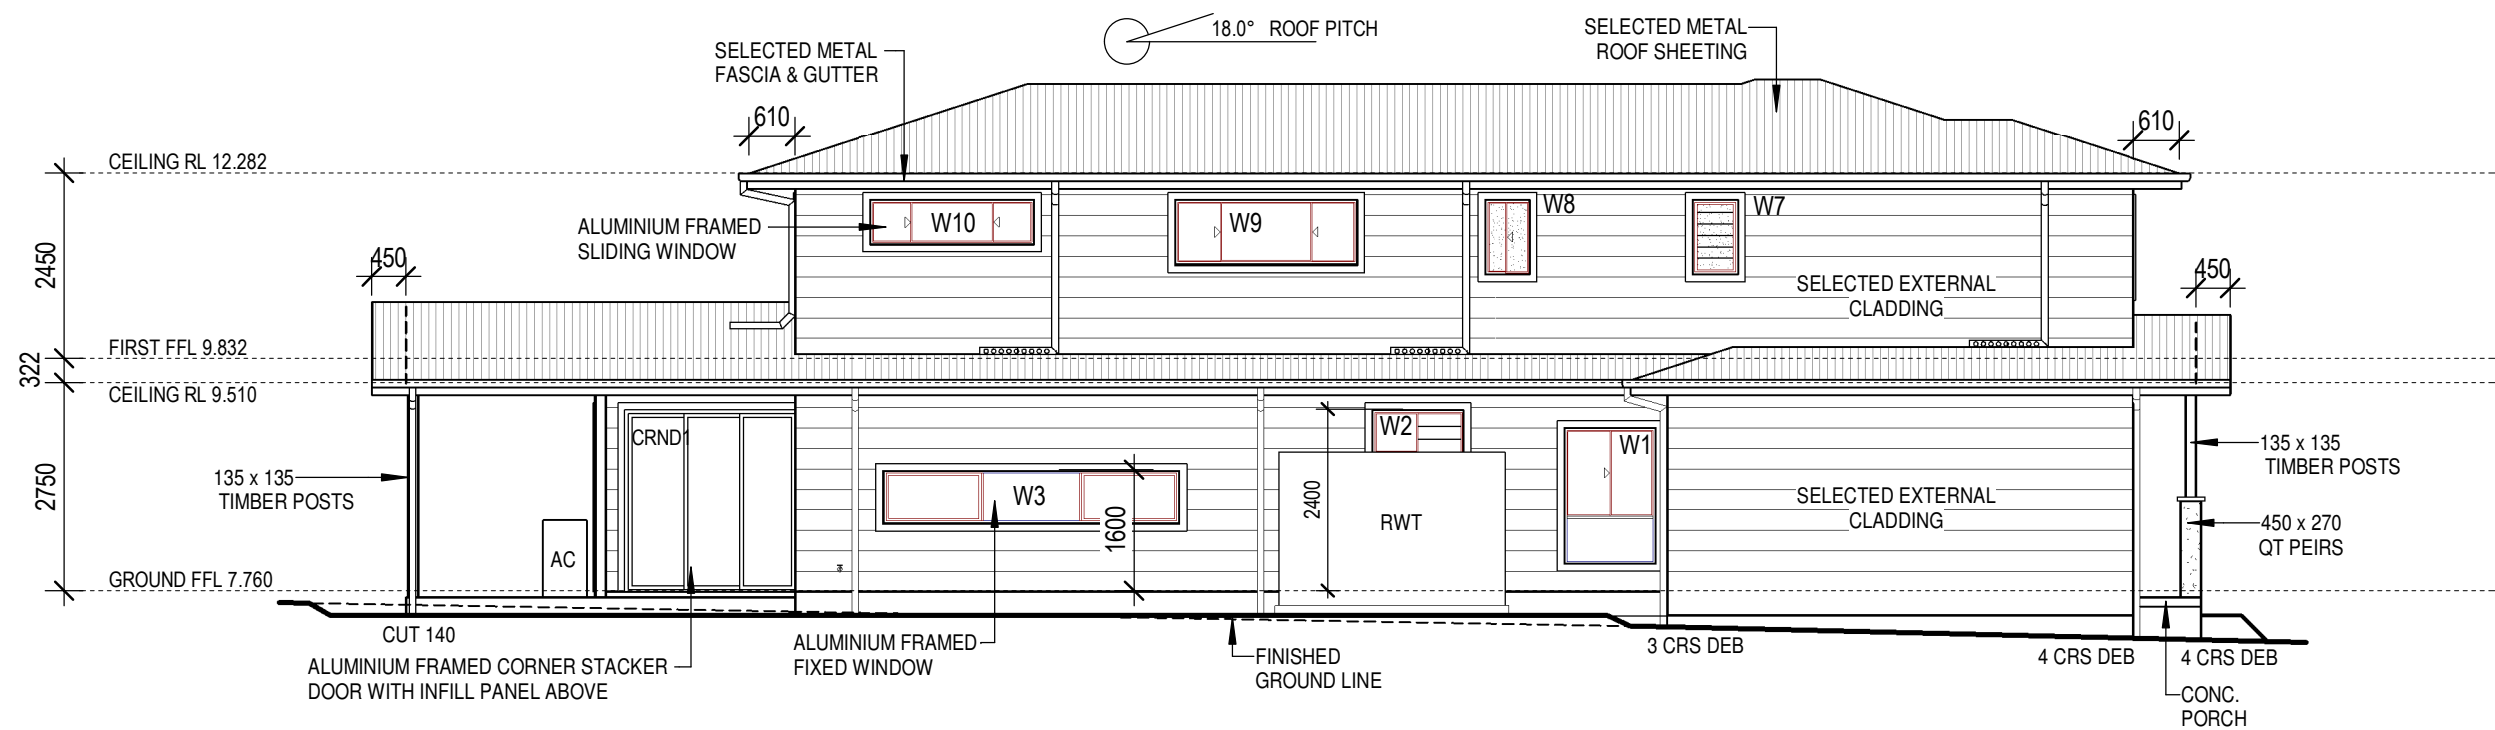 18.0° ROOF PITCH
SELECTED METAL
FASCIA & GUTTER
SELECTED METAL
ROOF SHEETING
610
610
CEILING RL 12.282
2450
ALUMINIUM FRAMED
SLIDING WINDOW
W10
W9
W8
W7
450
450
SELECTED EXTERNAL
CLADDING
FIRST FFL 9.832
322
CEILING RL 9.510
2750
135 x 135
TIMBER POSTS
CRND1
AC
W3
1600
2400
W2
RWT
W1
SELECTED EXTERNAL
CLADDING
135 x 135
TIMBER POSTS
450 x 270
QT PEIRS
GROUND FFL 7.760
CUT 140
ALUMINIUM FRAMED CORNER STACKER
DOOR WITH INFILL PANEL ABOVE
ALUMINIUM FRAMED
FIXED WINDOW
FINISHED
GROUND LINE
3 CRS DEB
4 CRS DEB
4 CRS DEB
CONC.
PORCH